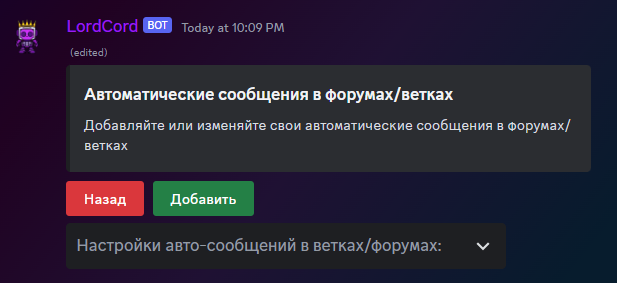 LordCord BOT Today at 10:09 PM
(edited)
Автоматические сообщения в форумах/ветках
Добавляйте или изменяйте свои автоматические сообщения в форумах/
ветках
Назад Добавить
Настройки авто-сообщений в ветках/форумах: